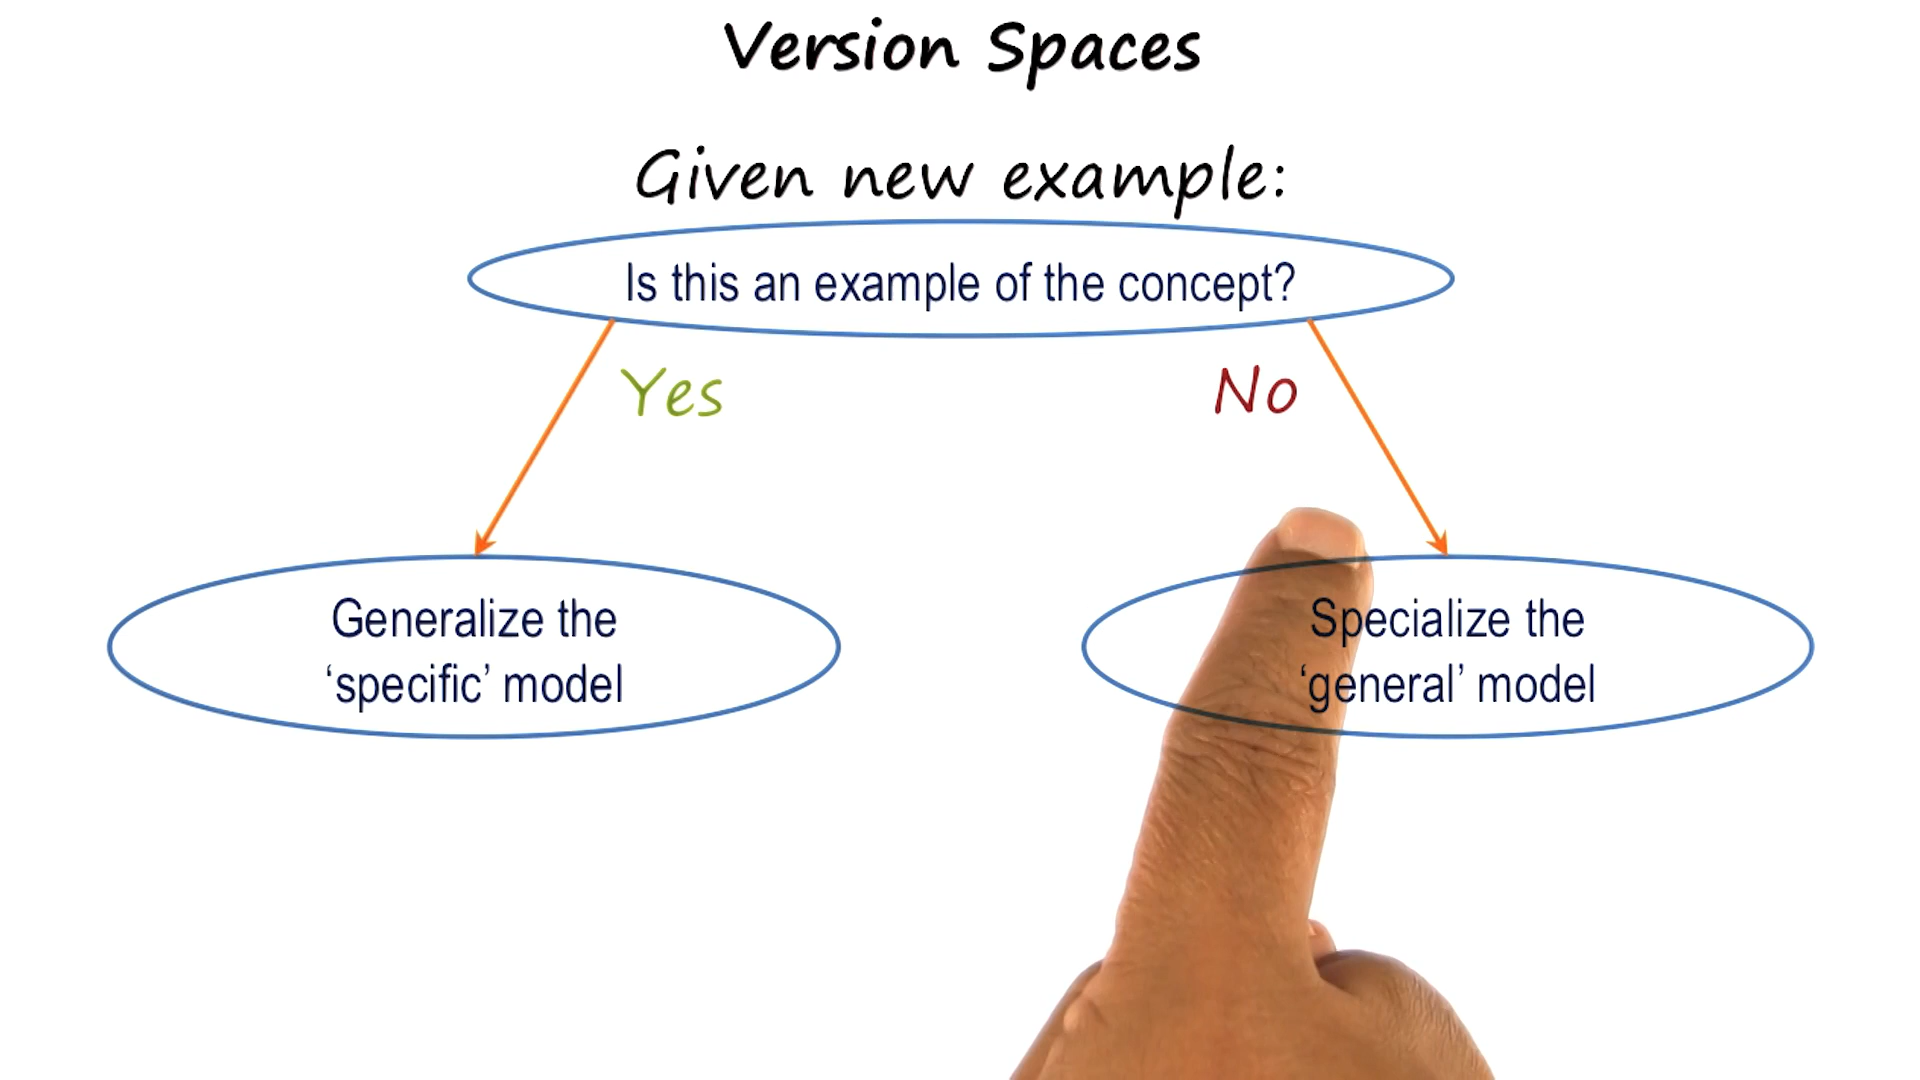 Version Spaces
Given new example:
Is this an example of the concept?
Yes
No
Generalize the
‘specific’ model
Specialize the
‘general’ model